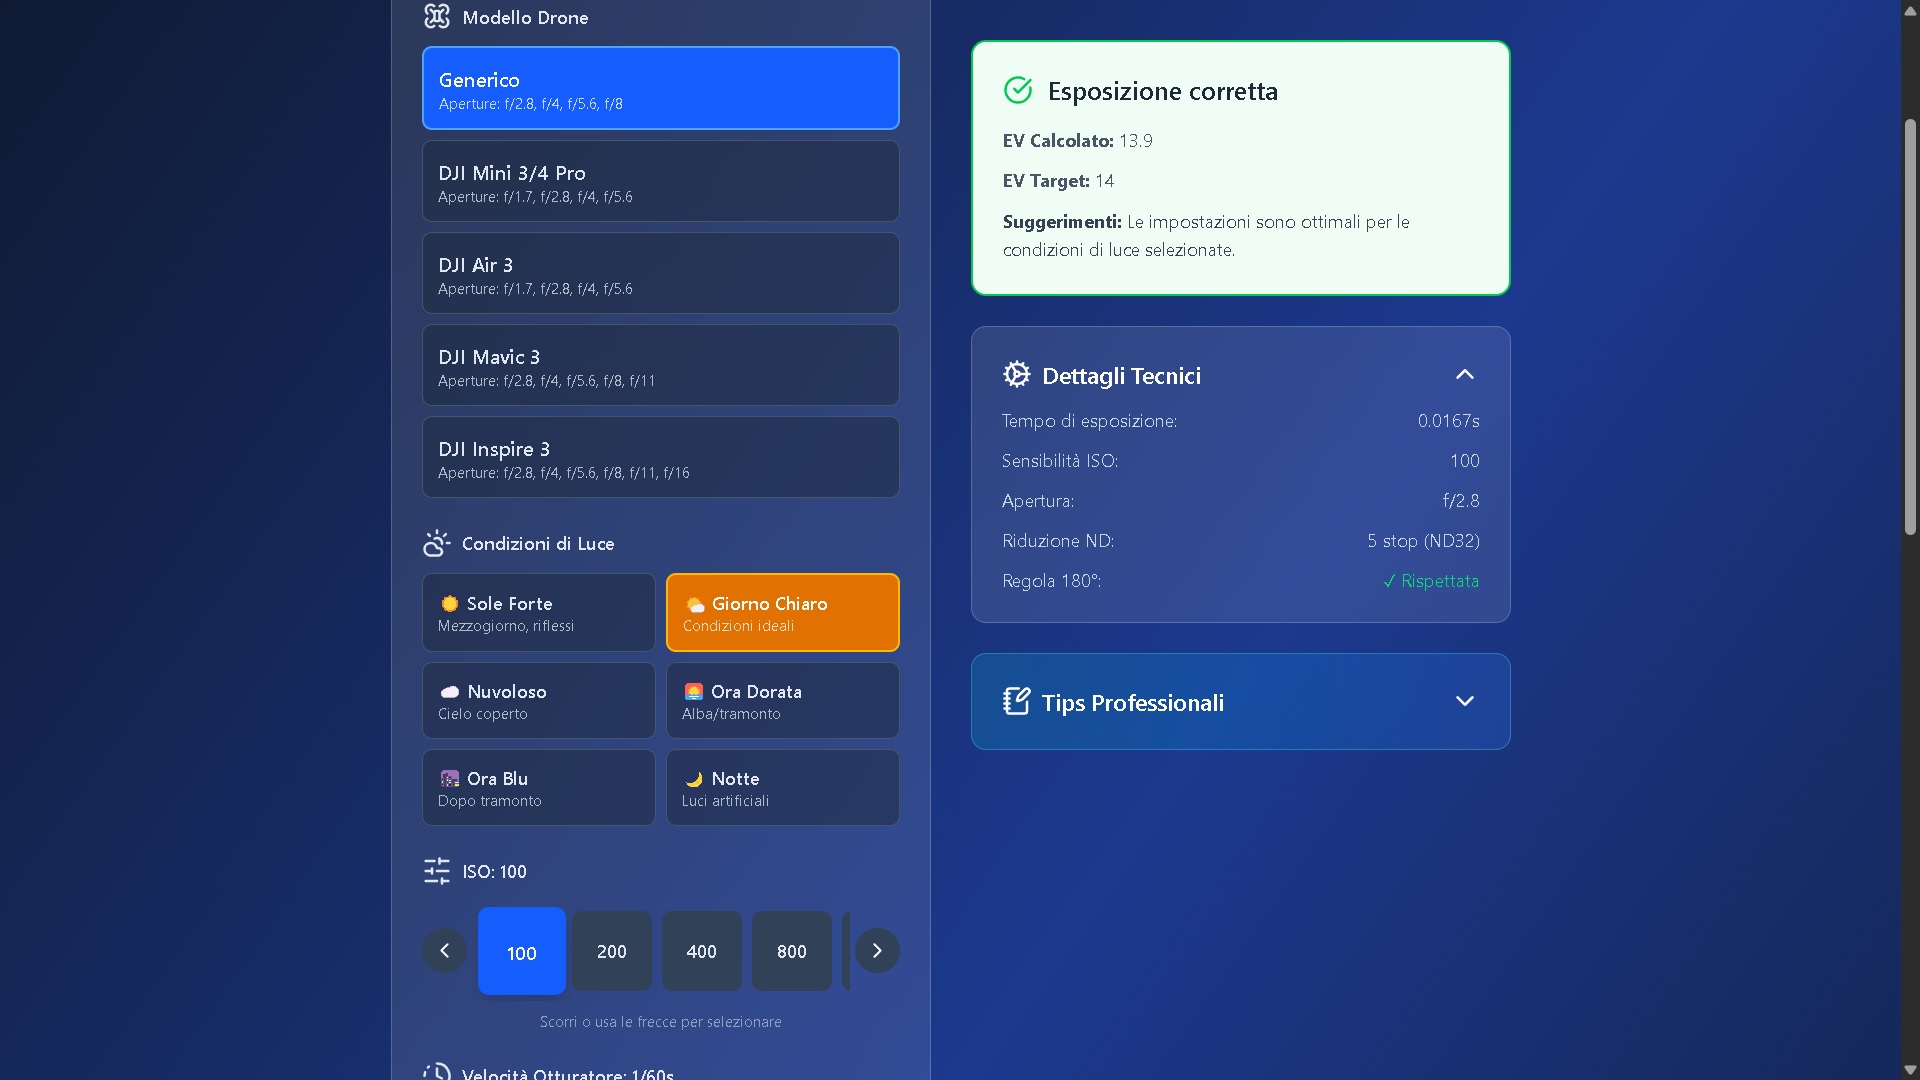 Modello Drone
Generico
Aperture: f/2.8, f/4, f/5.6, f/8
DJI Mini 3/4 Pro
Aperture: f/1.7, f/2.8, f/4, f/5.6
DJI Air 3
Aperture: f/1.7, f/2.8, f/4, f/5.6
DJI Mavic 3
Aperture: f/2.8, f/4, f/5.6, f/8, f/11
DJI Inspire 3
Aperture: f/2.8, f/4, f/5.6, f/8, f/11, f/16
Condizioni di Luce
Sole Forte
Mezzogiorno, riflessi
Giorno Chiaro
Condizioni ideali
Nuvoloso
Cielo coperto
Ora Dorata
Alba/tramonto
Ora Blu
Dopo tramonto
Notte
Luci artificiali
ISO: 100
100
200
400
800
Scorri o usa le frecce per selezionare
Velocità Otturatore: 1/60s
Esposizione corretta
EV Calcolato: 13.9
EV Target: 14
Suggerimenti: Le impostazioni sono ottimali per le
condizioni di luce selezionate.
Dettagli Tecnici
Tempo di esposizione: 0.0167s
Sensibilità ISO: 100
Apertura: f/2.8
Riduzione ND: 5 stop (ND32)
Regola 180°: ✓ Rispettata
Tips Professionali